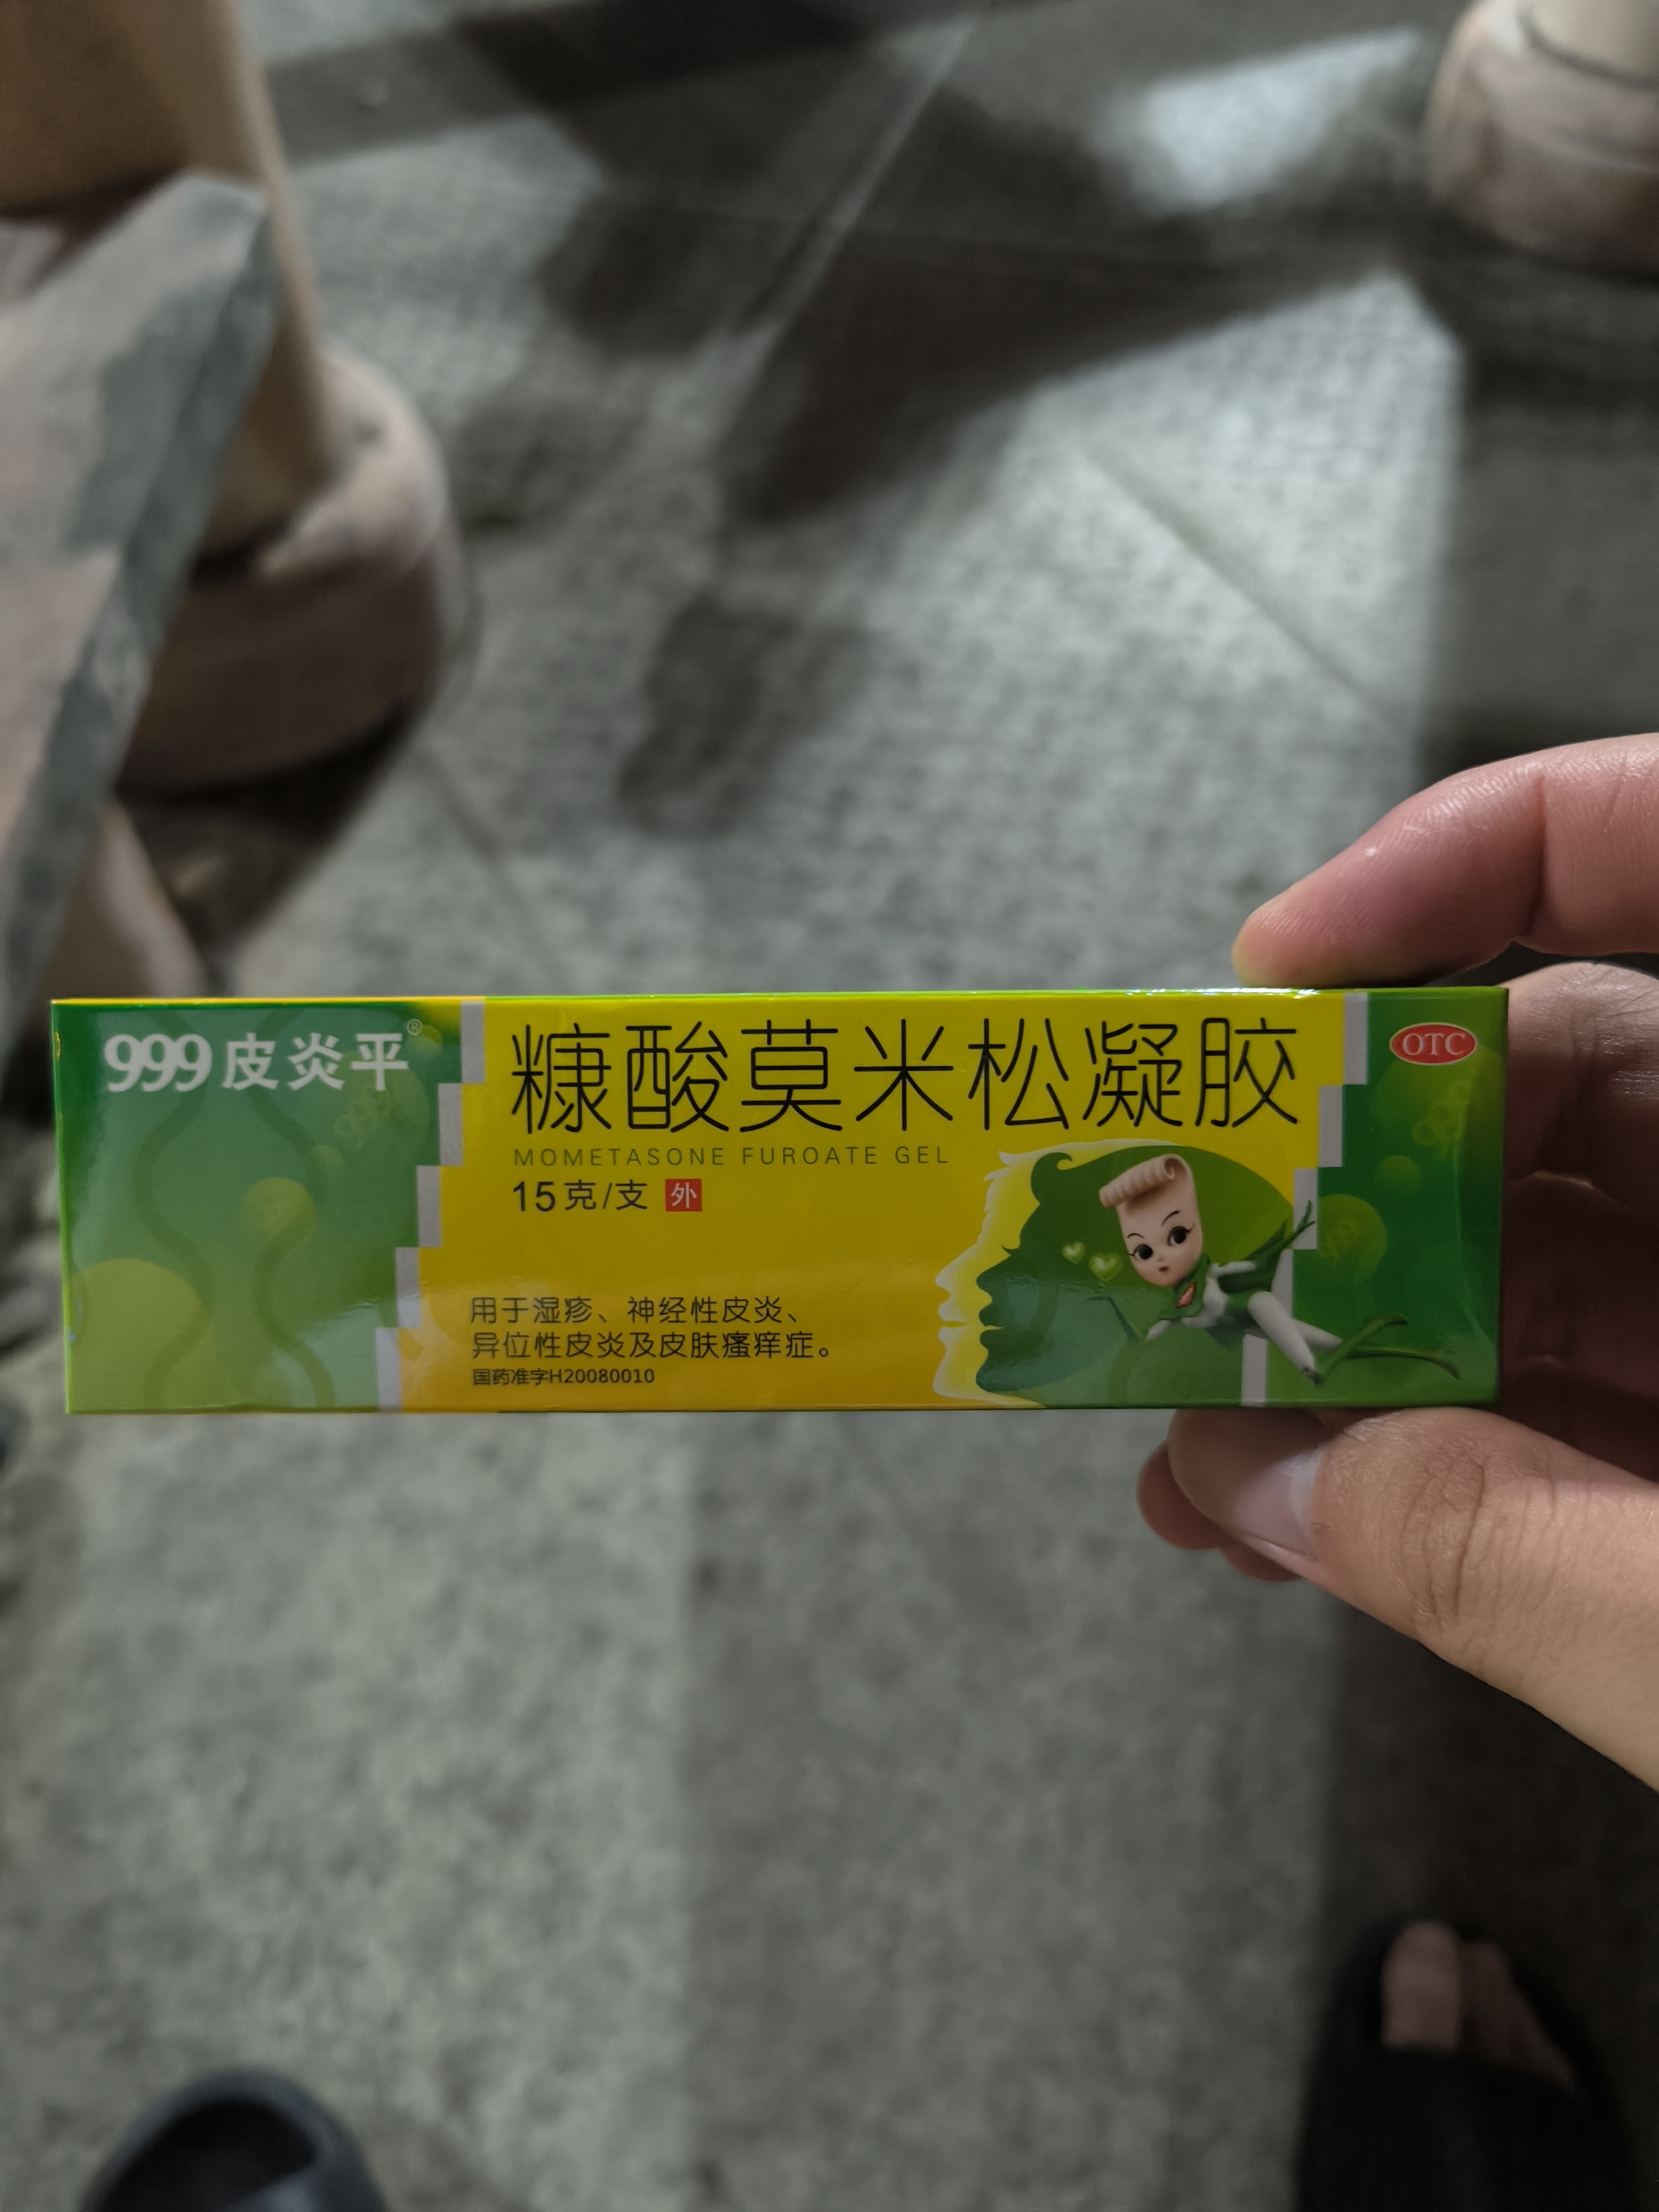 999皮炎平®
糠酸莫米松凝胶
OTC
MOMETASONE FUROATE GEL
15克/支 外
用于湿疹、神经性皮炎、
异位性皮炎及皮肤瘙痒症。
国药准字H20080010